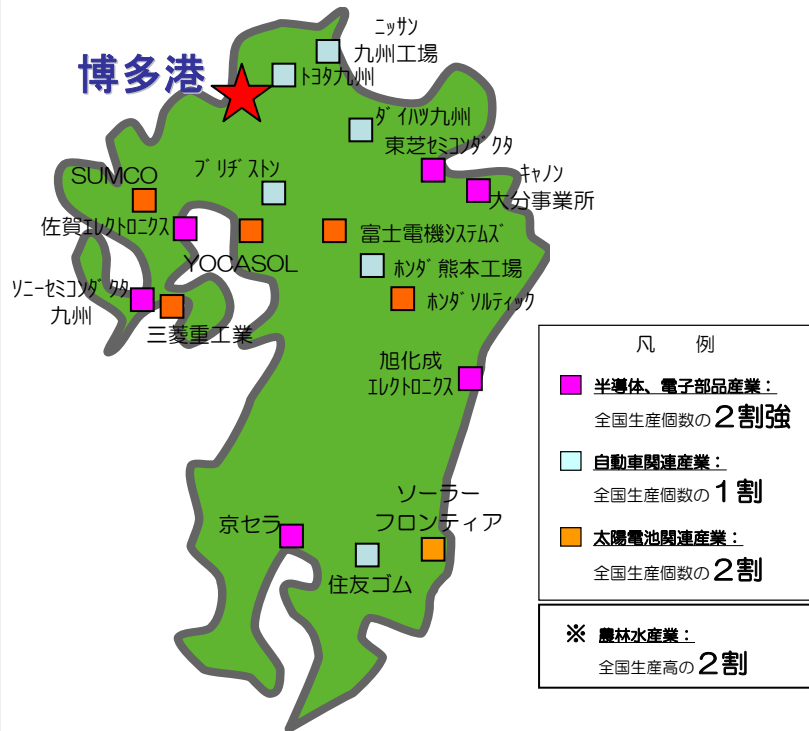 ﾆｯｻﾝ
九州工場
博多港
ﾄﾖﾀ九州
ﾀﾞｲﾊﾂ九州
東芝ｾﾐｺﾝﾀﾞｸﾀ
ｷｬﾉﾝ
大分事業所
SUMCO
ﾌﾞﾘﾁﾞｽﾄﾝ
佐賀ｴﾚｸﾄﾛﾆｸｽ
YOCASOL
富士電機ｼｽﾃﾑｽﾞ
ﾎﾝﾀﾞ熊本工場
ｿﾆｰｾﾐｺﾝﾀﾞｸﾀ
九州
ﾎﾝﾀﾞｿﾙﾃｨｯｸ
三菱重工業
旭化成
ｴﾚｸﾄﾛﾆｸｽ
ソーラー
フロンティア
京セラ
住友ゴム
凡　例
半導体、電子部品産業：
全国生産個数の２割強
自動車関連産業：
全国生産個数の１割
太陽電池関連産業：
全国生産個数の２割
※ 農林水産業：
全国生産高の２割